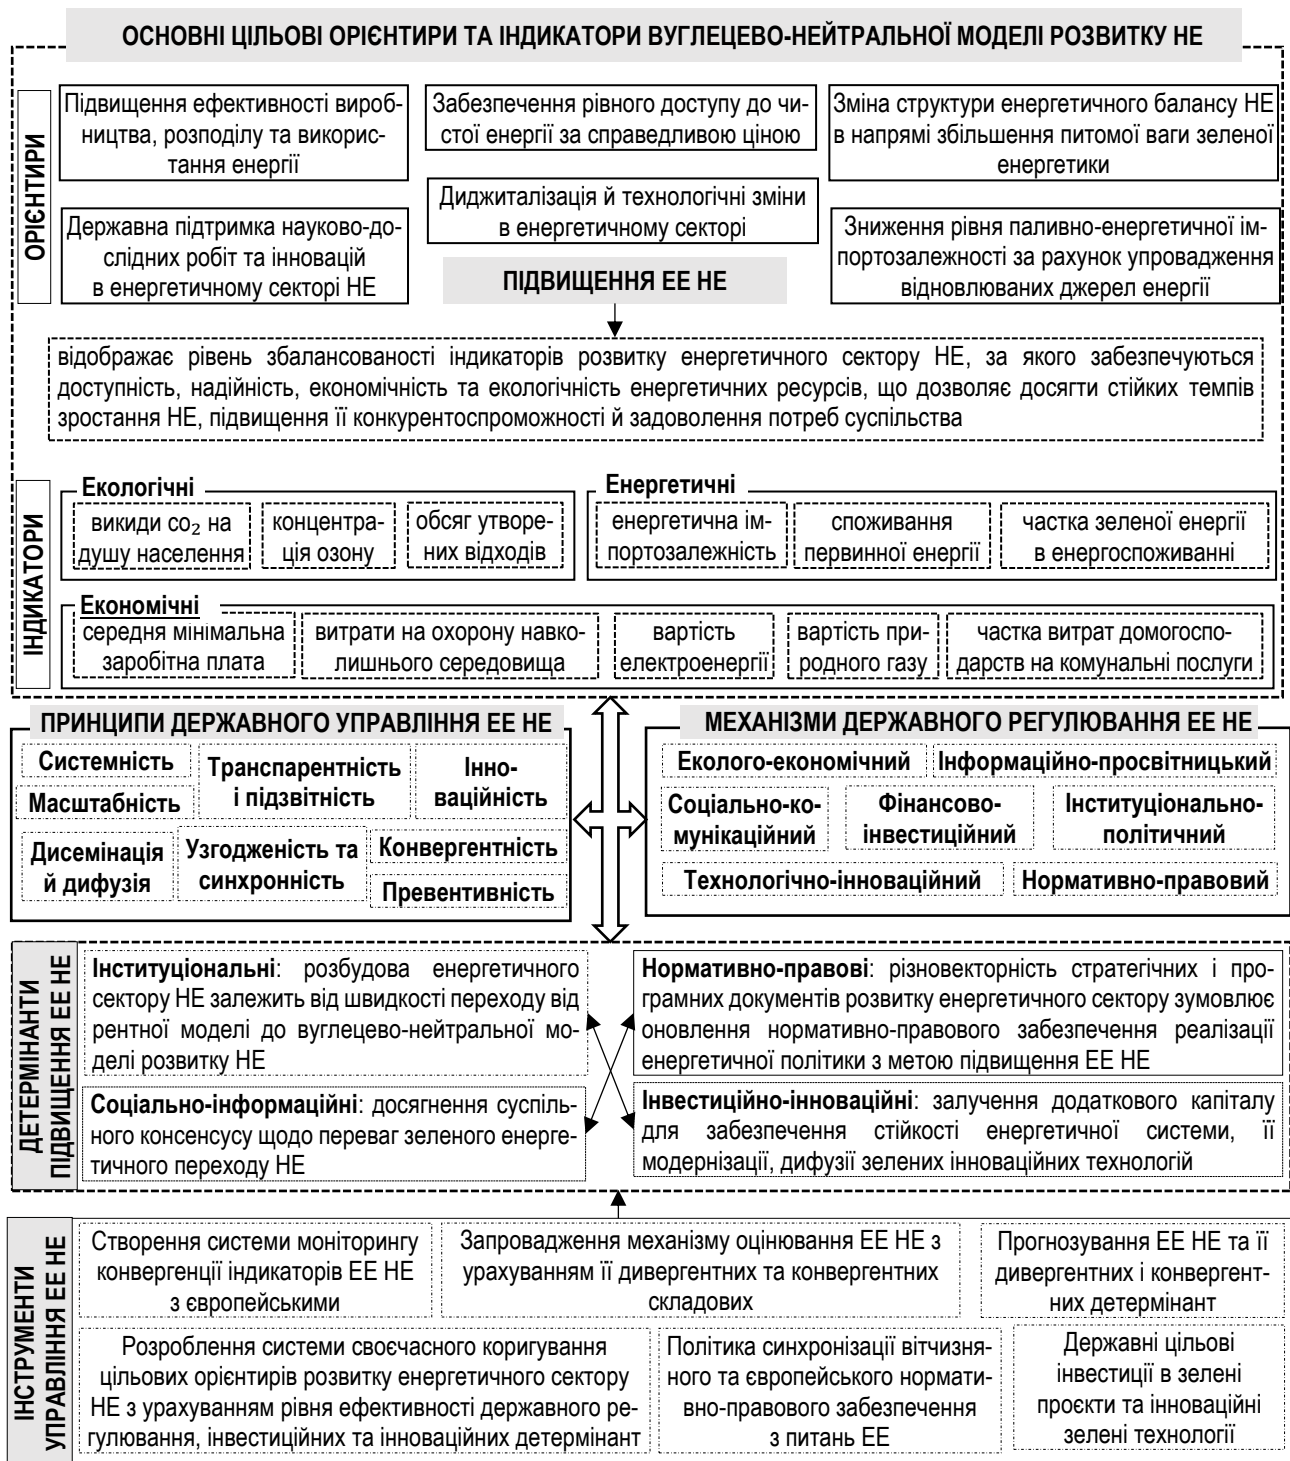 ОСНОВНІ ЦІЛЬОВІ ОРІЄНТИРИ ТА ІНДИКАТОРИ ВУГЛЕЦЕВО-НЕЙТРАЛЬНОЇ МОДЕЛІ РОЗВИТКУ НЕ
ОРІЄНТИРИ
Підвищення ефективності вироб-
ництва, розподілу та викорис-
тання енергії
Забезпечення рівного доступу до чи-
стої енергії за справедливою ціною
Зміна структури енергетичного балансу НЕ
в напрямі збільшення питомої ваги зеленої
енергетики
Державна підтримка науково-до-
слідних робіт та інновацій
в енергетичному секторі НЕ
Диджиталізація й технологічні зміни
в енергетичному секторі
Зниження рівня паливно-енергетичної ім-
портозалежності за рахунок упровадження
відновлюваних джерел енергії
ПІДВИЩЕННЯ ЕЕ НЕ
відображає рівень збалансованості індикаторів розвитку енергетичного сектору НЕ, за якого забезпечуються
доступність, надійність, економічність та екологічність енергетичних ресурсів, що дозволяє досягти стійких темпів
зростання НЕ, підвищення її конкурентоспроможності й задоволення потреб суспільства
ІНДИКАТОРИ
Екологічні
викиди co₂ на
душу населення
концентра-
ція озону
обсяг утворе-
них відходів
Енергетичні
енергетична ім-
портозалежність
споживання
первинної енергії
частка зеленої енергії
в енергоспоживанні
Економічні
середня мінімальна
заробітна плата
витрати на охорону навко-
лишнього середовища
вартість
електроенергії
вартість при-
родного газу
частка витрат домогоспо-
дарств на комунальні послуги
ПРИНЦИПИ ДЕРЖАВНОГО УПРАВЛІННЯ ЕЕ НЕ
Системність
Масштабність
Транспарентність
і підзвітність
Інно-
ваційність
Дисемінація
й дифузія
Узгодженість та
синхронність
Конвергентність
Превентивність
МЕХАНІЗМИ ДЕРЖАВНОГО РЕГУЛЮВАННЯ ЕЕ НЕ
Еколого-економічний
Інформаційно-просвітницький
Соціально-ко-
мунікаційний
Фінансово-
інвестиційний
Інституціонально-
політичний
Технологічно-інноваційний
Нормативно-правовий
ДЕТЕРМІНАНТИ
ПІДВИЩЕННЯ ЕЕ НЕ
Інституціональні: розбудова енергетичного
сектору НЕ залежить від швидкості переходу від
рентної моделі до вуглецево-нейтральної мо-
делі розвитку НЕ
Нормативно-правові: різновекторність стратегічних і про-
грамних документів розвитку енергетичного сектору зумовлює
оновлення нормативно-правового забезпечення реалізації
енергетичної політики з метою підвищення ЕЕ НЕ
Соціально-інформаційні: досягнення суспіль-
ного консенсусу щодо переваг зеленого енерге-
тичного переходу НЕ
Інвестиційно-інноваційні: залучення додаткового капіталу
для забезпечення стійкості енергетичної системи, її
модернізації, дифузії зелених інноваційних технологій
ІНСТРУМЕНТИ
УПРАВЛІННЯ ЕЕ НЕ
Створення системи моніторингу
конвергенції індикаторів ЕЕ НЕ
з європейськими
Запровадження механізму оцінювання ЕЕ НЕ з
урахуванням її дивергентних та конвергентних
складових
Прогнозування ЕЕ НЕ та її
дивергентних і конвергент-
них детермінант
Розроблення системи своєчасного коригування
цільових орієнтирів розвитку енергетичного сектору
НЕ з урахуванням рівня ефективності державного ре-
гулювання, інвестиційних та інноваційних детермінант
Політика синхронізації вітчизня-
ного та європейського нормати-
вно-правового забезпечення
з питань ЕЕ
Державні цільові
інвестиції в зелені
проєкти та інноваційні
зелені технології